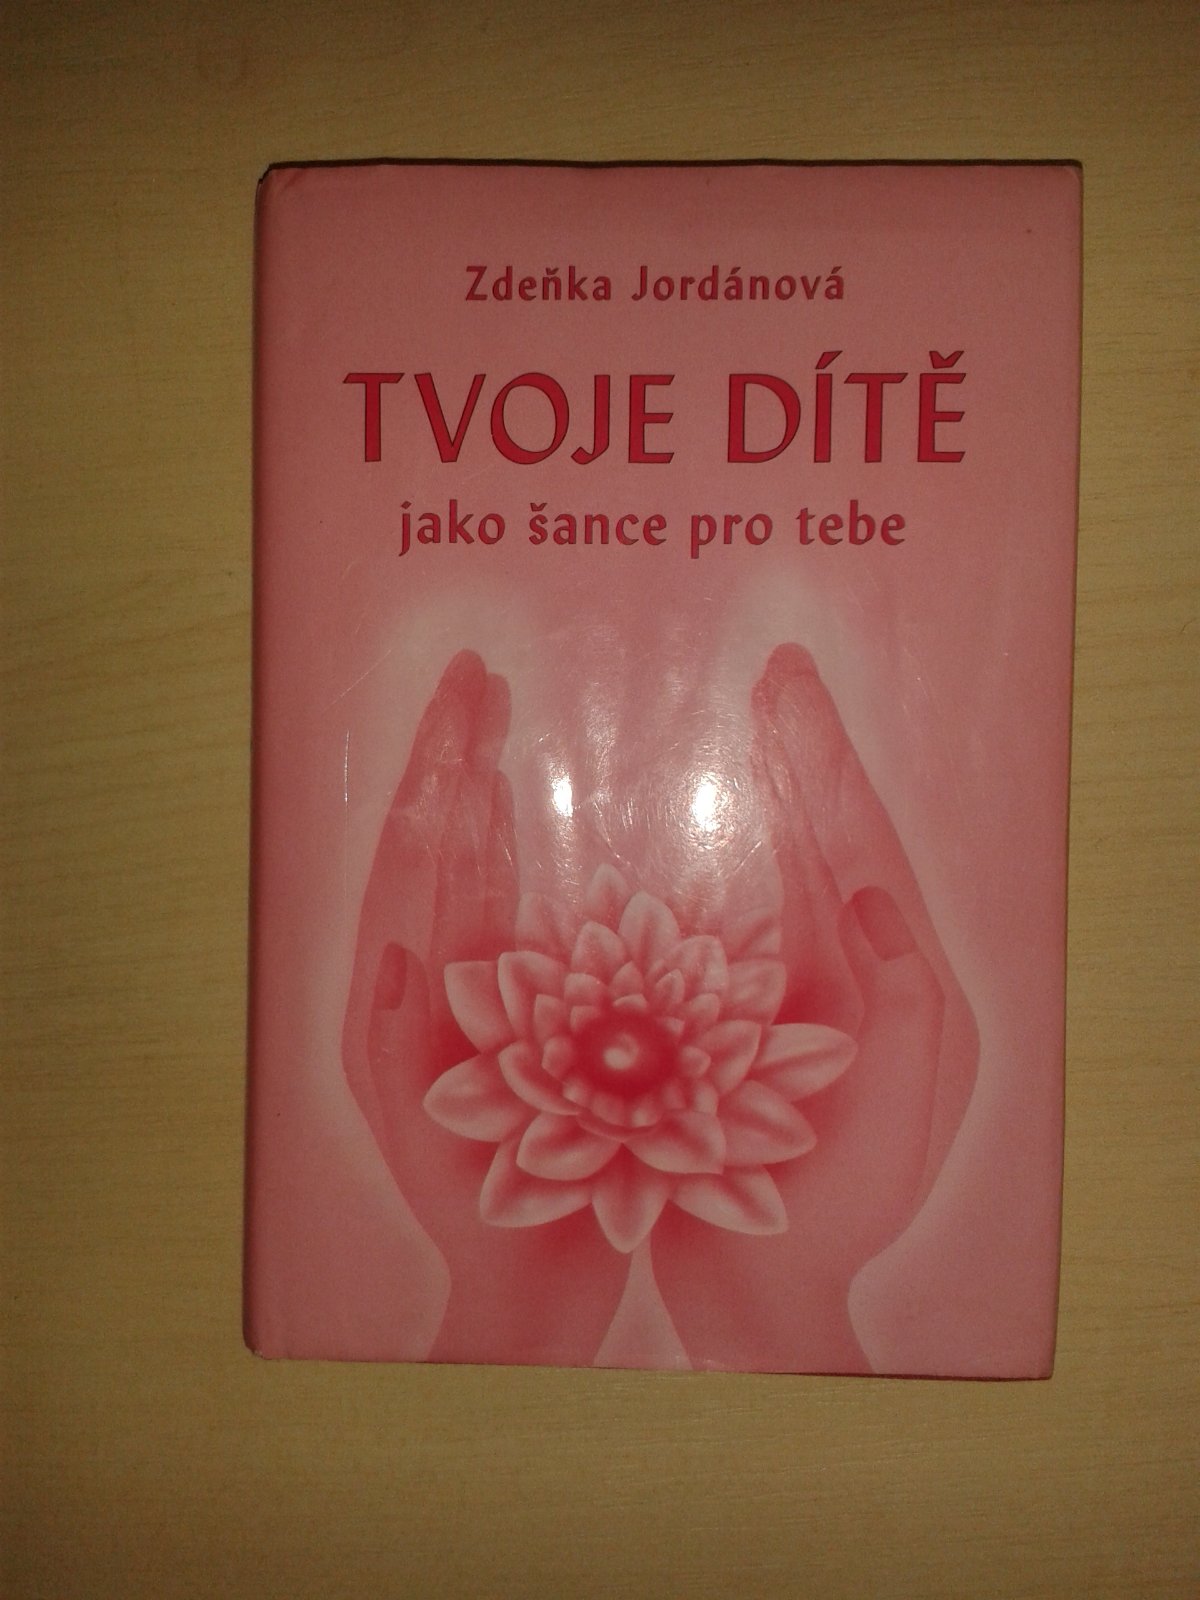 Zdeňka Jordánová
TVOJE DÍTĚ
jako šance pro tebe